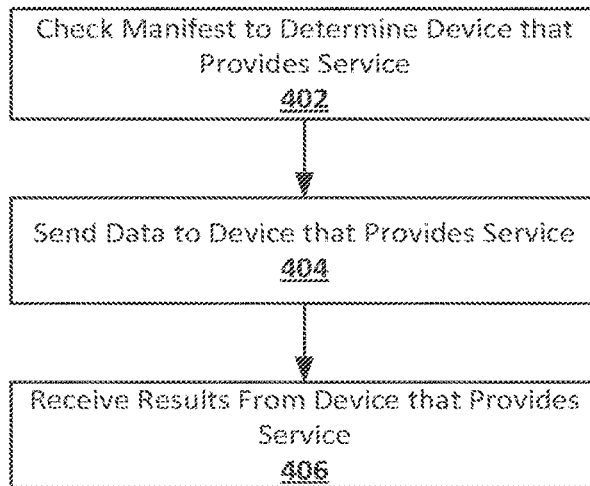 Check Manifest to Determine Device that
Provides Service
402
Send Data to Device that Provides Service
404
Receive Results From Device that Provides
Service
406